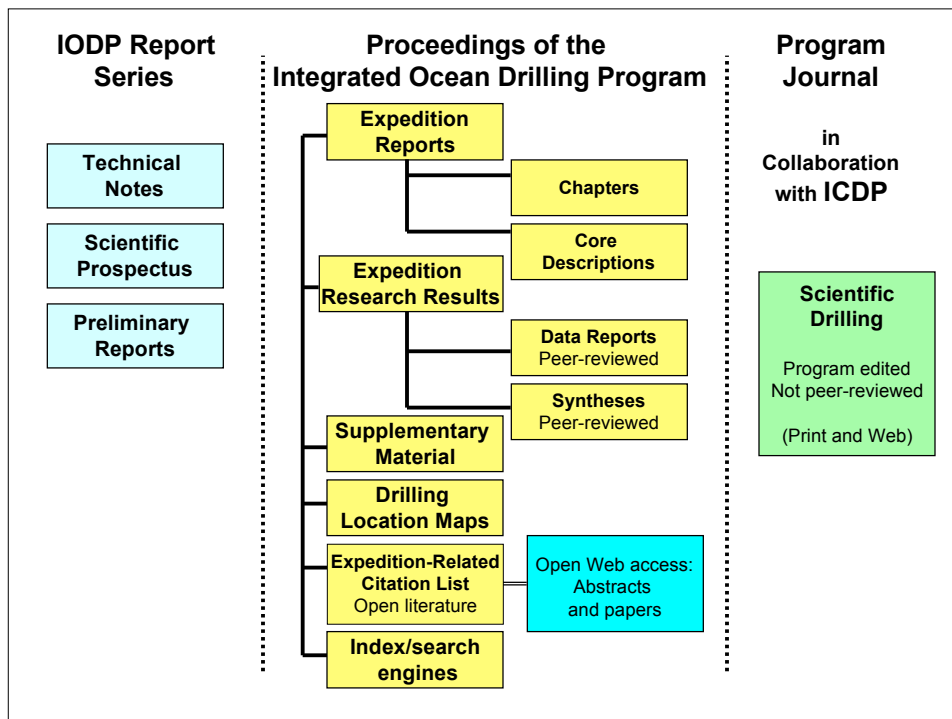 IODP Report
Series
Technical
Notes
Scientific
Prospectus
Preliminary
Reports
Proceedings of the
Integrated Ocean Drilling Program
Expedition
Reports
Chapters
Core
Descriptions
Expedition
Research Results
Data Reports
Peer-reviewed
Syntheses
Peer-reviewed
Supplementary
Material
Drilling
Location Maps
Expedition-Related
Citation List
Open literature
Open Web access:
Abstracts
and papers
Index/search
engines
Program
Journal
in
Collaboration
with ICDP
Scientific
Drilling
Program edited
Not peer-reviewed
(Print and Web)